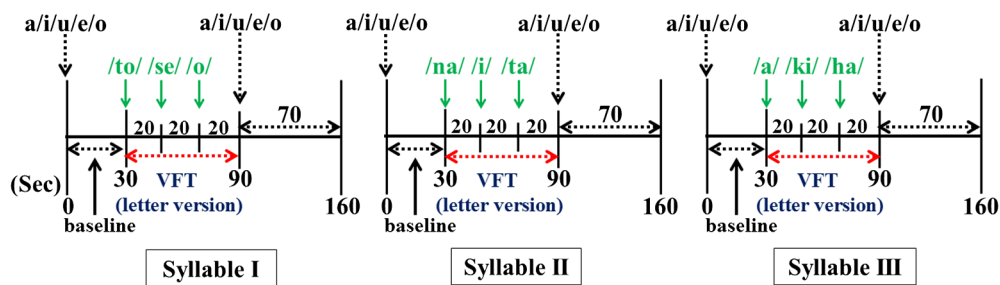 a/i/u/e/o a/i/u/e/o
/to/ /se/ /o/
20 20 20 70
(Sec) 30 VFT 90
0 (letter version) 160
baseline
Syllable I
a/i/u/e/o a/i/u/e/o
/na/ /i/ /ta/
20 20 20 70
30 VFT 90
0 (letter version) 160
baseline
Syllable II
a/i/u/e/o a/i/u/e/o
/a/ /ki/ /ha/
20 20 20 70
30 VFT 90
0 (letter version) 160
baseline
Syllable III